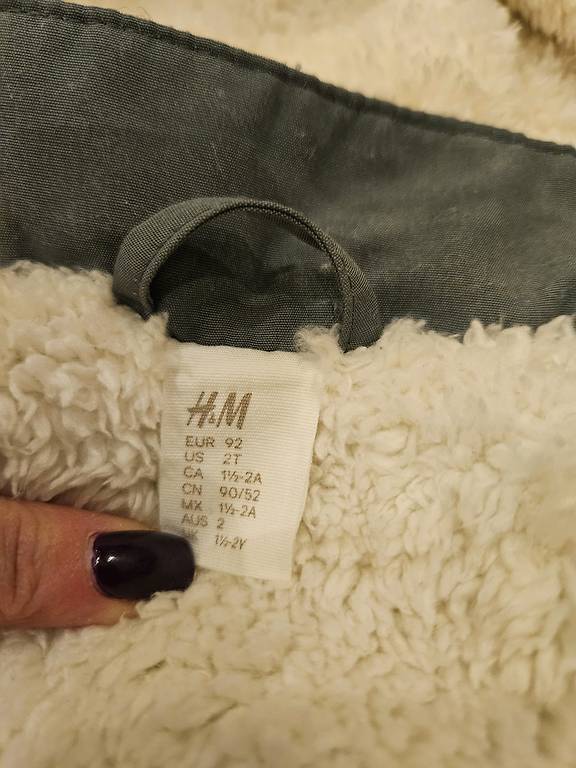 H&M
EUR 92
US 2T
CA 1½-2A
CN 90/52
MX 1½-2A
AUS 2
1½-2Y